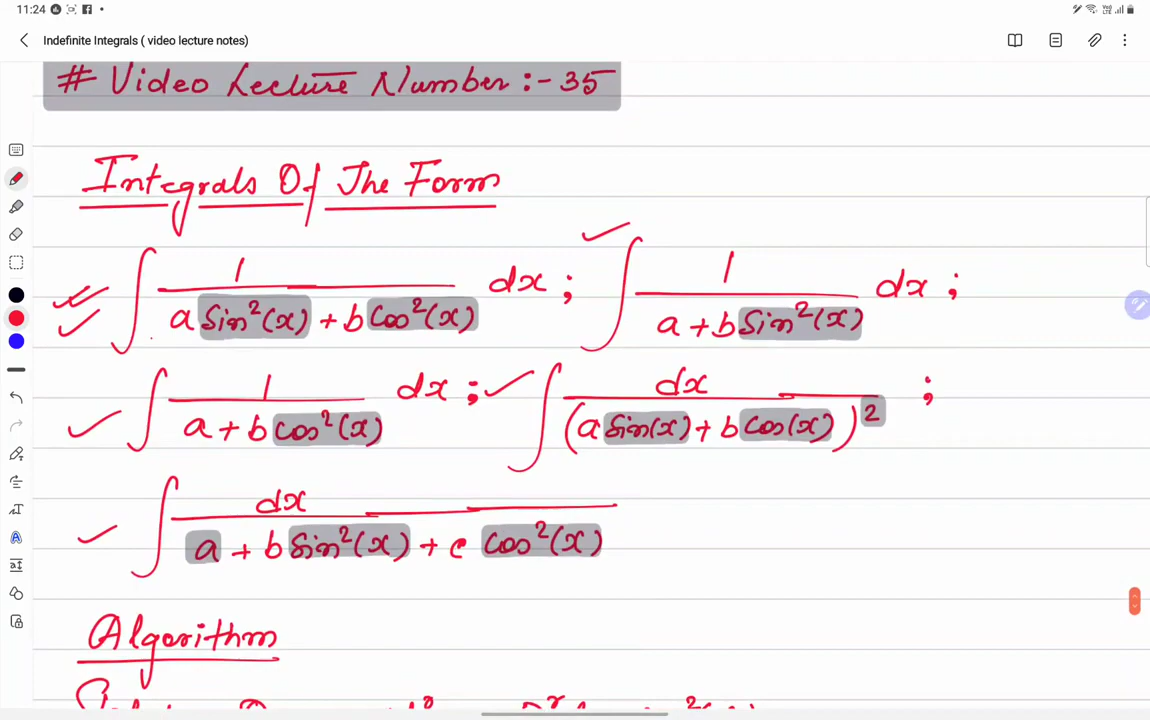 11:24
Indefinite Integrals ( video lecture notes)
# Video Lecture Number :- 35
Integrals Of The Form
∫ 1/(a Sin²(x) + b Cos²(x)) dx ; ∫ 1/(a + b Sin²(x)) dx ;
∫ 1/(a + b cos²(x)) dx ; ∫ dx/(a Sin(x) + b Cos(x))² ;
∫ dx/(a + b Sin²(x) + c cos²(x))
Algorithm